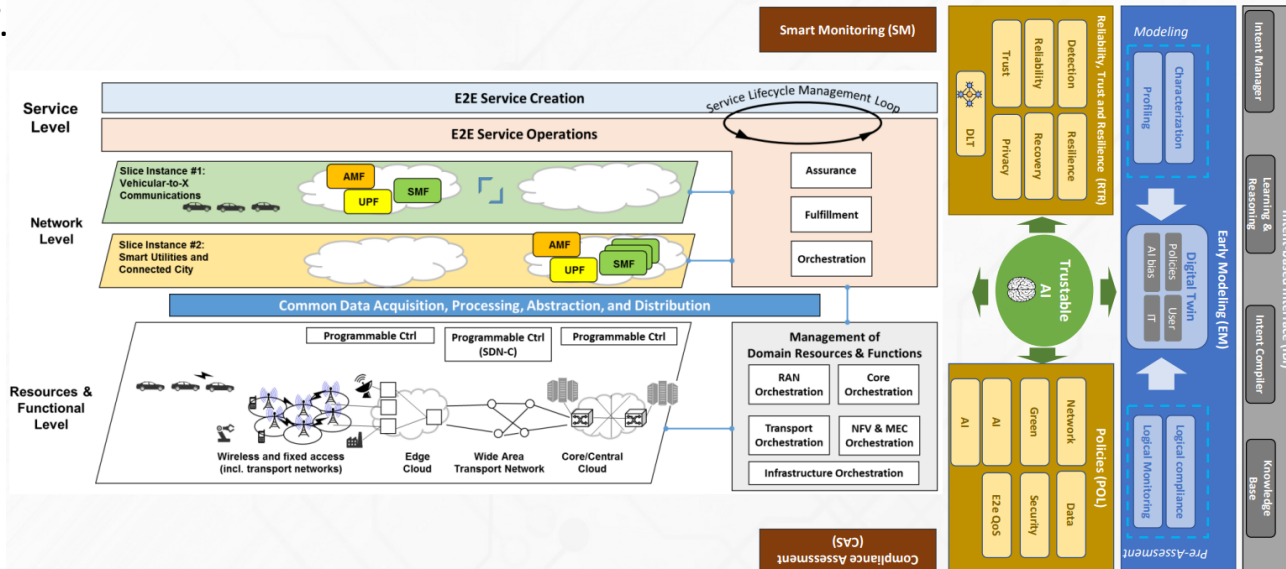 Smart Monitoring (SM)
Service
Level
E2E Service Creation
Service Lifecycle Management Loop
E2E Service Operations
Network
Level
Slice Instance #1:
Vehicular-to-X
Communications
AMF
SMF
UPF
Slice Instance #2:
Smart Utilities and
Connected City
AMF
SMF
UPF
Assurance
Fulfillment
Orchestration
Common Data Acquisition, Processing, Abstraction, and Distribution
Resources &
Functional
Level
Programmable Ctrl
Programmable Ctrl
(SDN-C)
Programmable Ctrl
Wireless and fixed access
(incl. transport networks)
Edge
Cloud
Wide Area
Transport Network
Core/Central
Cloud
Management of
Domain Resources & Functions
RAN
Orchestration
Core
Orchestration
Transport
Orchestration
NFV & MEC
Orchestration
Infrastructure Orchestration
Compliance Assessment
(CAS)
Reliability, Trust and Resilience (RTR)
Detection
Resilience
Reliability
Recovery
Trust
Privacy
DLT
Trustable
AI
Policies (POL)
Network
Data
Green
Security
AI
E2e QoS
AI
Early Modeling (EM)
Modeling
Characterization
Profiling
Digital Twin
Policies
User
AI bias
IT
Logical compliance
Logical Monitoring
Pre-Assesment
Intent Manager
Learning &
Reasoning
Intent Compiler
Knowledge
Base